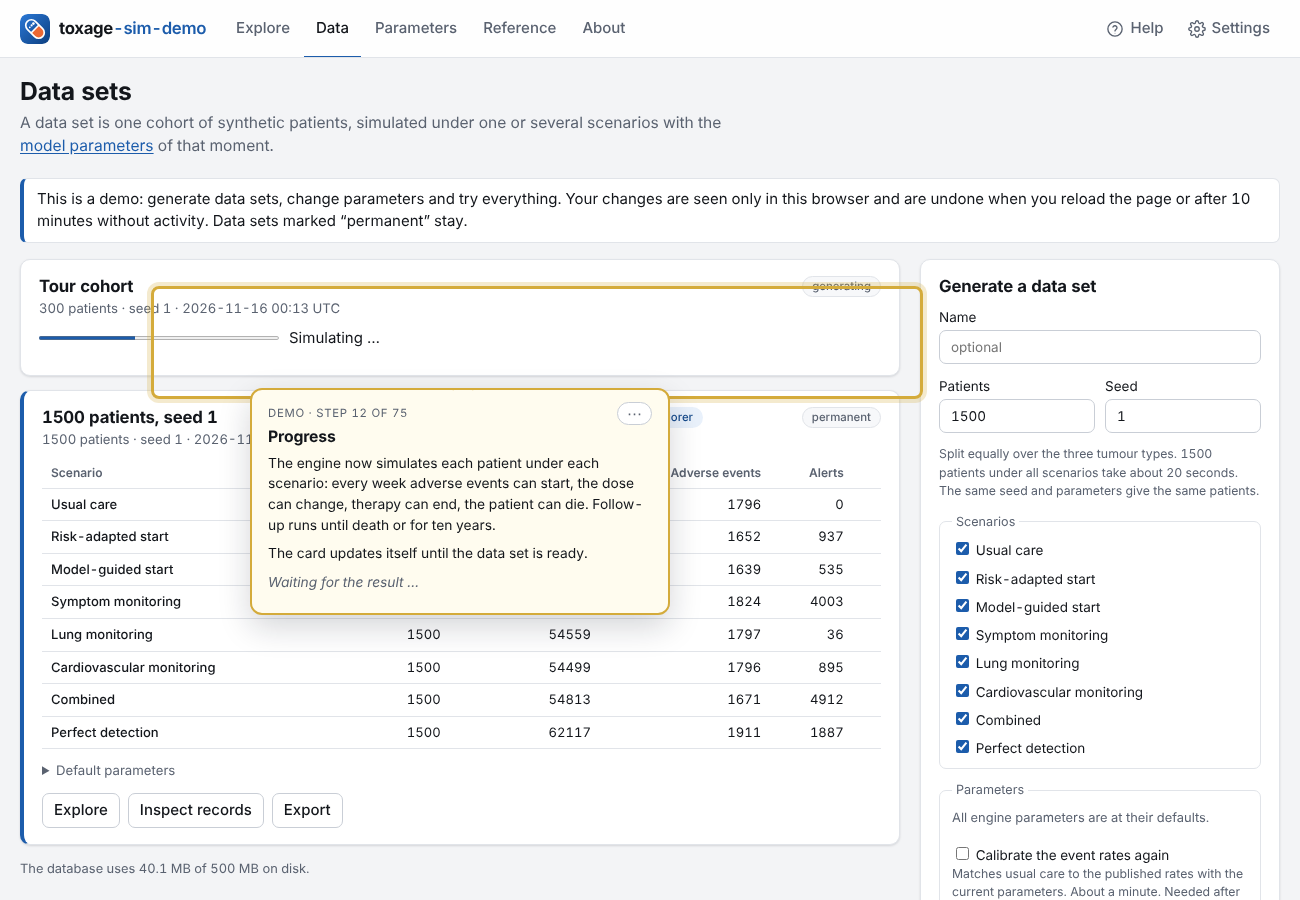 toxage-sim-demo Explore Data Parameters Reference About Help Settings
Data sets
A data set is one cohort of synthetic patients, simulated under one or several scenarios with the
model parameters of that moment.
This is a demo: generate data sets, change parameters and try everything. Your changes are seen only in this browser and are undone when you reload the page or after 10
minutes without activity. Data sets marked “permanent” stay.
Tour cohort generating
300 patients · seed 1 · 2026-11-16 00:13 UTC
Simulating ...
1500 patients, seed 1 permanent
1500 patients · seed 1 · 2026-11
Scenario Adverse events Alerts
Usual care 1796 0
Risk-adapted start 1652 937
Model-guided start 1639 535
Symptom monitoring 1824 4003
Lung monitoring 1500 54559 1797 36
Cardiovascular monitoring 1500 54499 1796 895
Combined 1500 54813 1671 4912
Perfect detection 1500 62117 1911 1887
Default parameters
Explore Inspect records Export
The database uses 40.1 MB of 500 MB on disk.
DEMO · STEP 12 OF 75 ...
Progress
The engine now simulates each patient under each
scenario: every week adverse events can start, the dose
can change, therapy can end, the patient can die. Follow-
up runs until death or for ten years.
The card updates itself until the data set is ready.
Waiting for the result ...
Generate a data set
Name
optional
Patients Seed
1500 1
Split equally over the three tumour types. 1500
patients under all scenarios take about 20 seconds.
The same seed and parameters give the same patients.
Scenarios
Usual care
Risk-adapted start
Model-guided start
Symptom monitoring
Lung monitoring
Cardiovascular monitoring
Combined
Perfect detection
Parameters
All engine parameters are at their defaults.
Calibrate the event rates again
Matches usual care to the published rates with the
current parameters. About a minute. Needed after